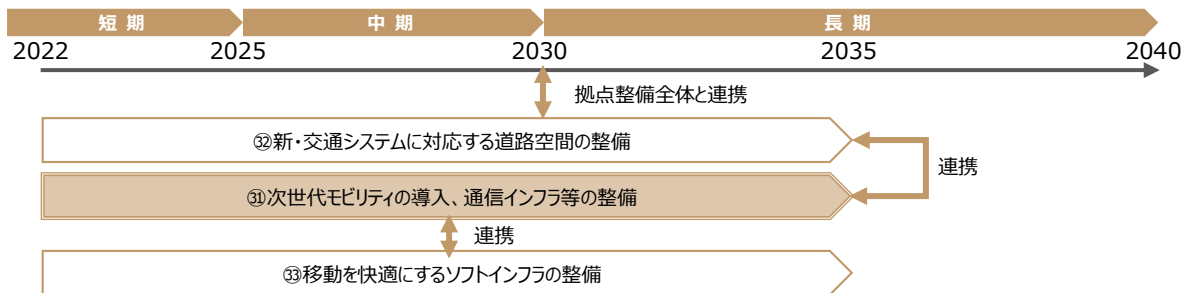 短期 中期 長期
2022 2025 2030 2035 2040
拠点整備全体と連携
㉜新・交通システムに対応する道路空間の整備
連携
㉛次世代モビリティの導入、通信インフラ等の整備
連携
㉝移動を快適にするソフトインフラの整備